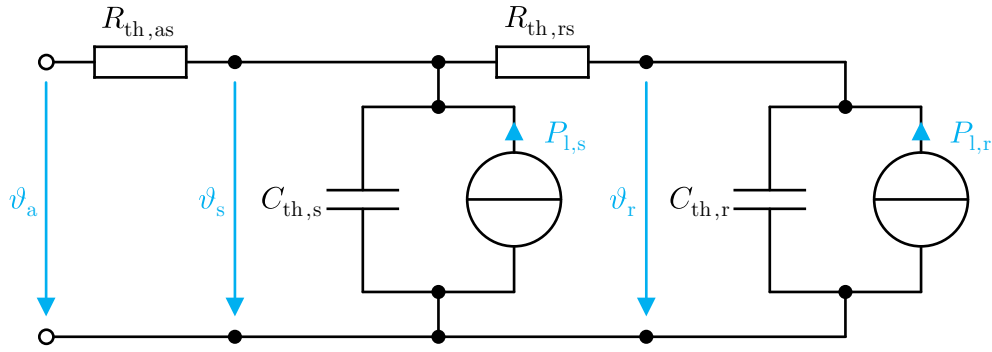 R_th,as
R_th,rs
P_l,s
P_l,r
ϑ_a
ϑ_s
C_th,s
ϑ_r
C_th,r